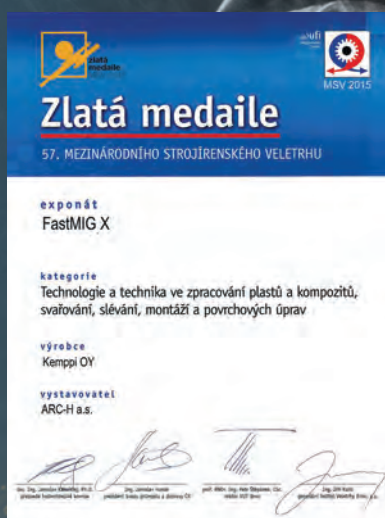 ufi
zlatá
medaile
MSV 2015
Zlatá medaile
57. MEZINÁRODNÍHO STROJÍRENSKÉHO VELETRHU
exponát
FastMIG X
kategorie
Technologie a technika ve zpracování plastů a kompozitů,
svařování, slévání, montáží a povrchových úprav
výrobce
Kemppi OY
vystavovatel
ARC-H a.s.